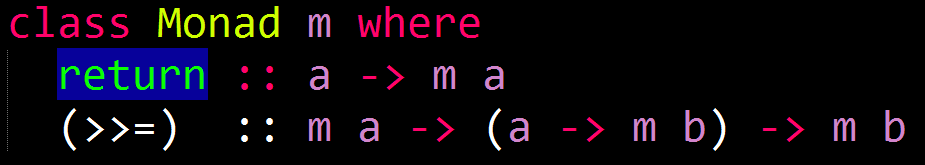 class Monad m where
return :: a -> m a
(>>=) :: m a -> (a -> m b) -> m b